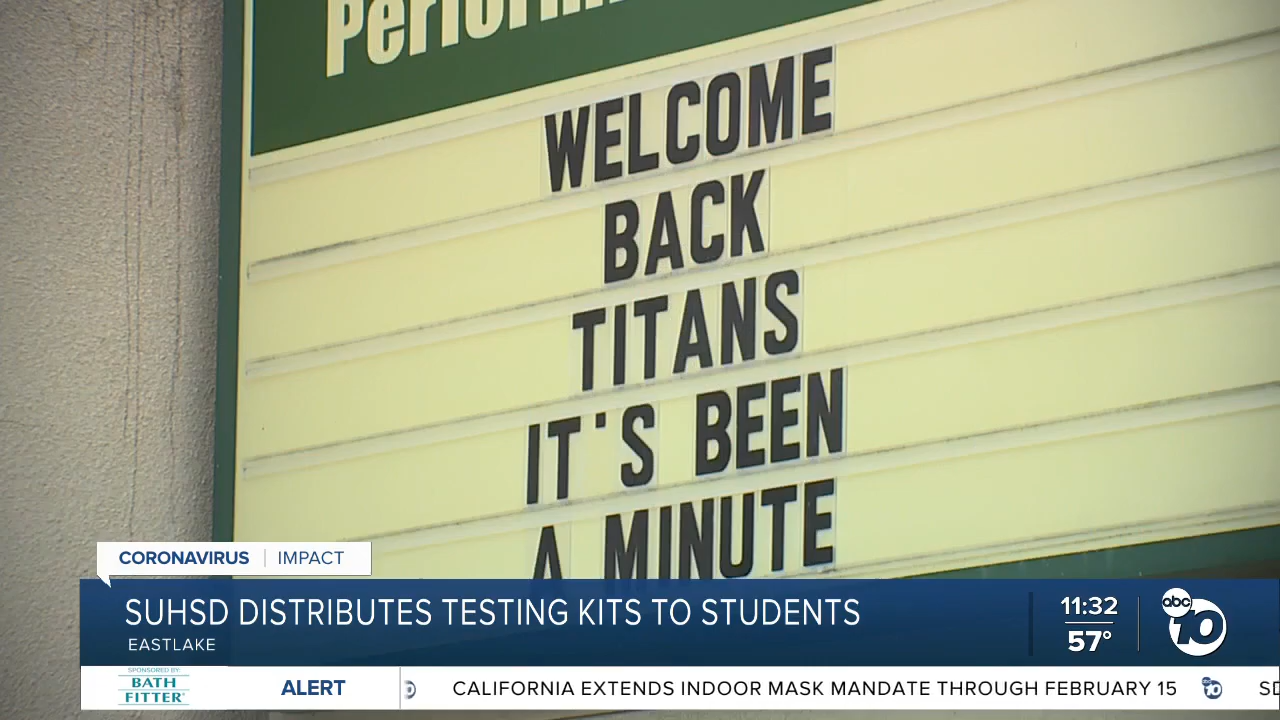 WELCOME
BACK
TITANS
IT'S BEEN
A MINUTE
CORONAVIRUS | IMPACT
SUHSD DISTRIBUTES TESTING KITS TO STUDENTS
EASTLAKE
11:32
57°
abc
10
SPONSORED BY:
BATH
FITTER
ALERT
CALIFORNIA EXTENDS INDOOR MASK MANDATE THROUGH FEBRUARY 15